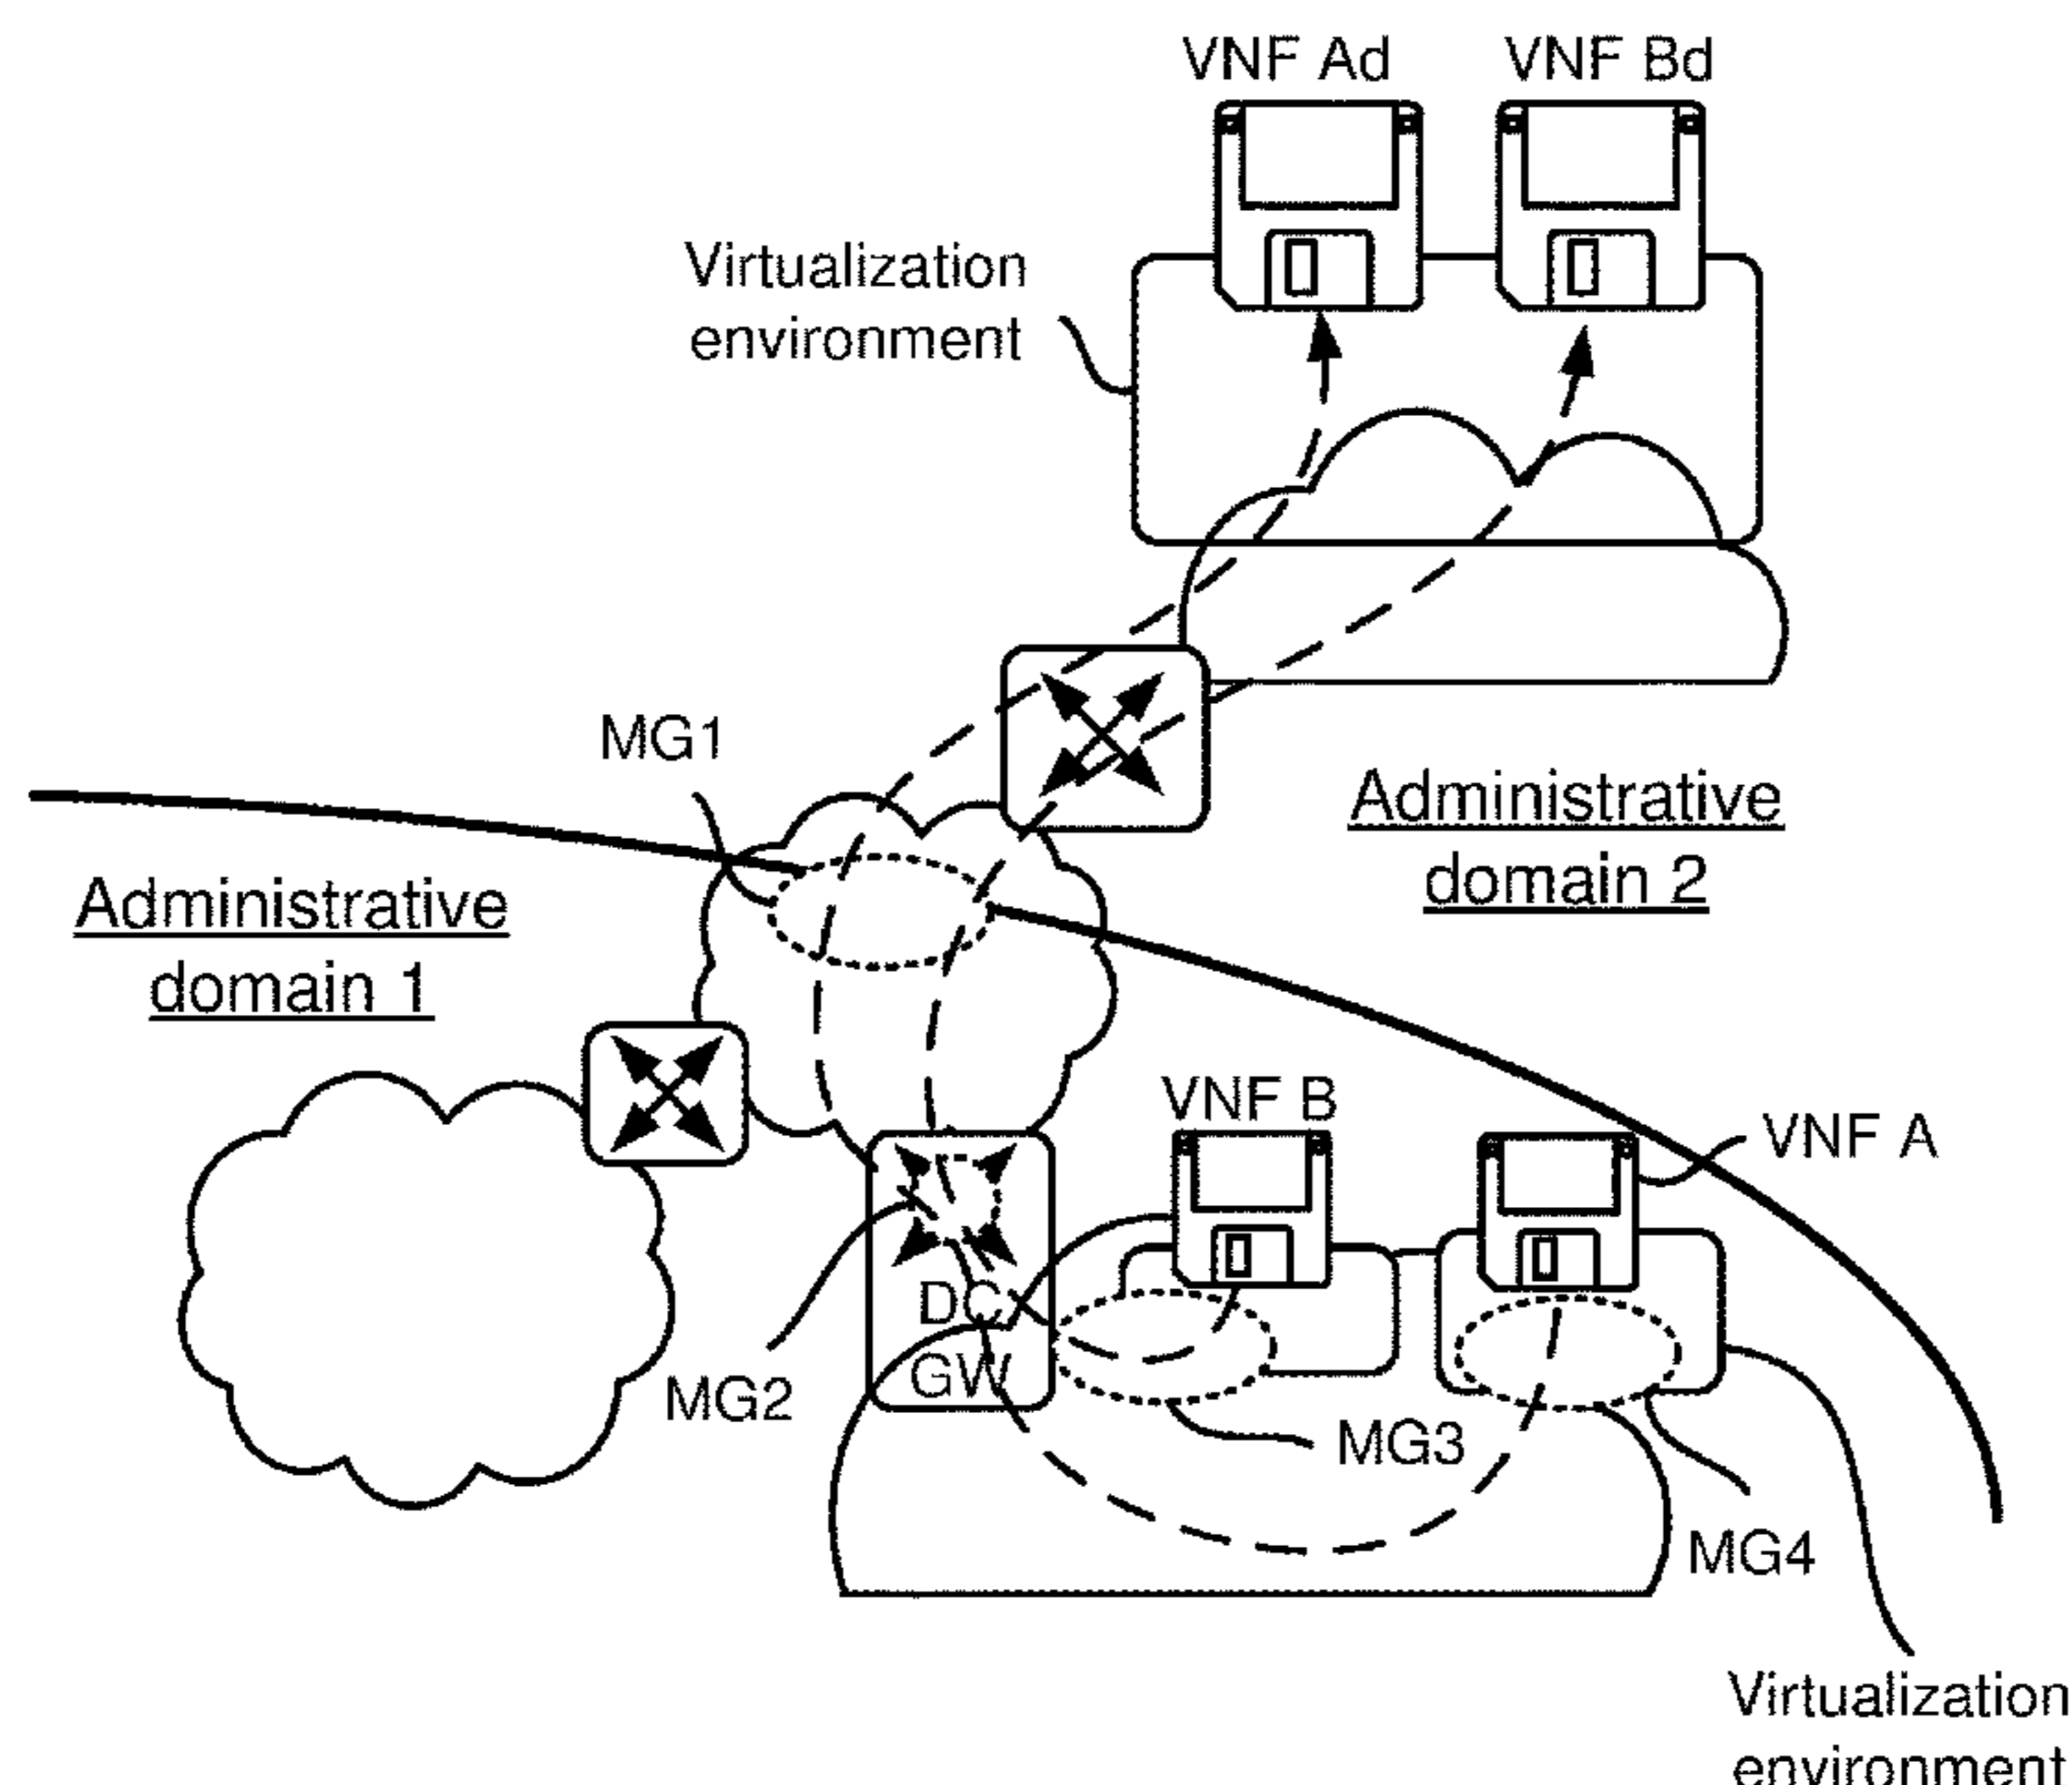 VNF Ad
VNF Bd
Virtualization
environment
MG1
Administrative
domain 2
Administrative
domain 1
VNF B
VNF A
DC
GW
MG2
MG3
MG4
Virtualization
environment